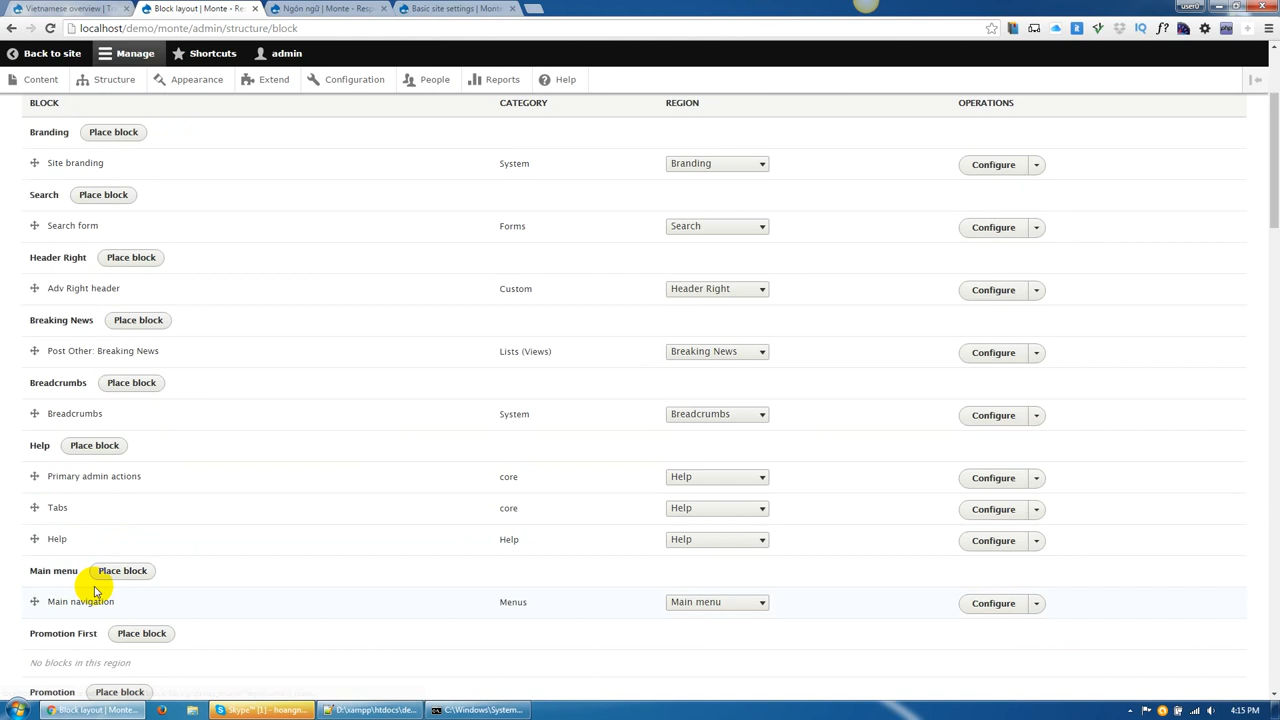 Vietnamese overview | T
Block layout | Monte - Res
Ngôn ngữ | Monte - Resp
Basic site settings | Monte
user0
localhost/demo/monte/admin/structure/block
Back to site
Manage
Shortcuts
admin
Content
Structure
Appearance
Extend
Configuration
People
Reports
Help
BLOCK CATEGORY REGION OPERATIONS
Branding Place block
Site branding System Branding Configure
Search Place block
Search form Forms Search Configure
Header Right Place block
Adv Right header Custom Header Right Configure
Breaking News Place block
Post Other: Breaking News Lists (Views) Breaking News Configure
Breadcrumbs Place block
Breadcrumbs System Breadcrumbs Configure
Help Place block
Primary admin actions core Help Configure
Tabs core Help Configure
Help Help Help Configure
Main menu Place block
Main navigation Menus Main menu Configure
Promotion First Place block
No blocks in this region
Promotion Place block
Block layout | Monte...
Skype™ [1] - hoangn...
D:\xampp\htdocs\de...
C:\Windows\System...
4:15 PM